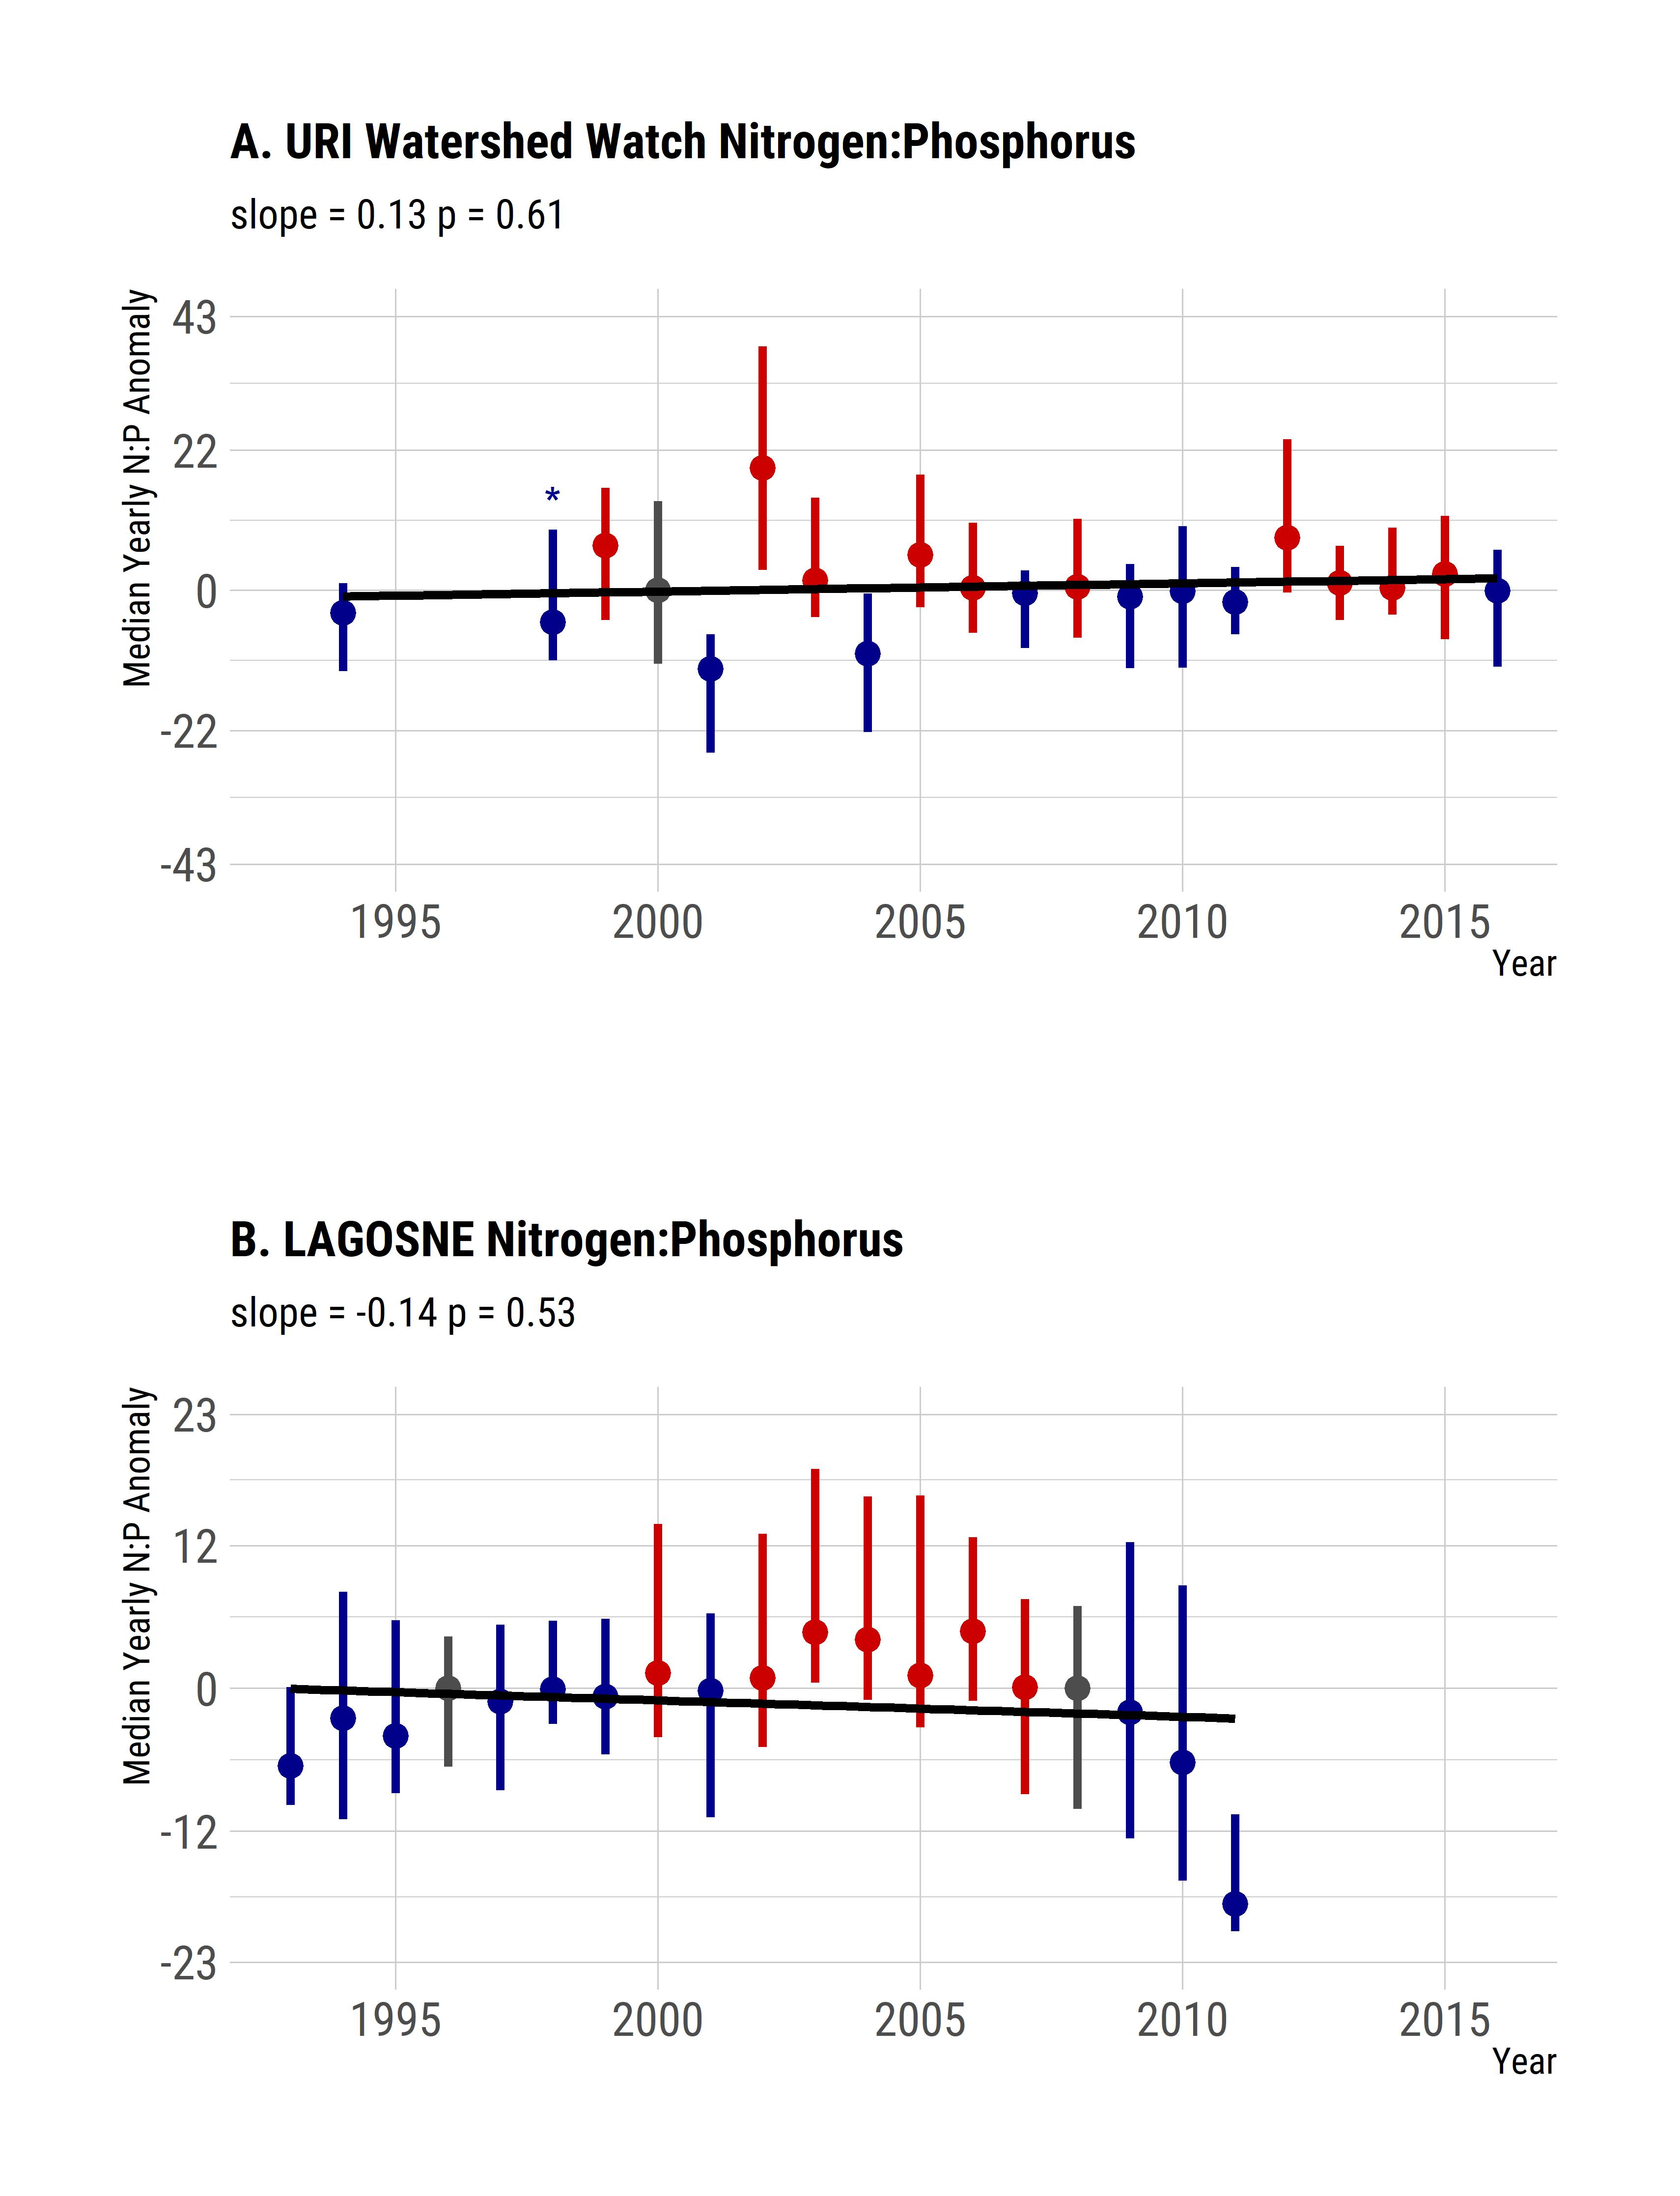 A. URI Watershed Watch Nitrogen:Phosphorus
slope = 0.13 p = 0.61
Median Yearly N:P Anomaly
43
22
0
-22
-43
*
1995 2000 2005 2010 2015
Year
B. LAGOSNE Nitrogen:Phosphorus
slope = -0.14 p = 0.53
Median Yearly N:P Anomaly
23
12
0
-12
-23
1995 2000 2005 2010 2015
Year